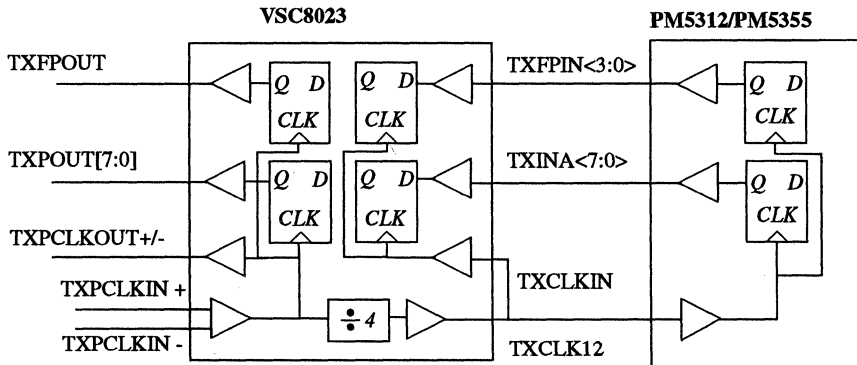 VSC8023
PM5312/PM5355
TXFPOUT
Q D
CLK
Q D
CLK
TXFPIN<3:0>
Q D
CLK
TXPOUT[7:0]
Q D
CLK
Q D
CLK
TXINA<7:0>
Q D
CLK
TXPCLKOUT+/-
TXPCLKIN +
TXPCLKIN -
÷ 4
TXCLKIN
TXCLK12